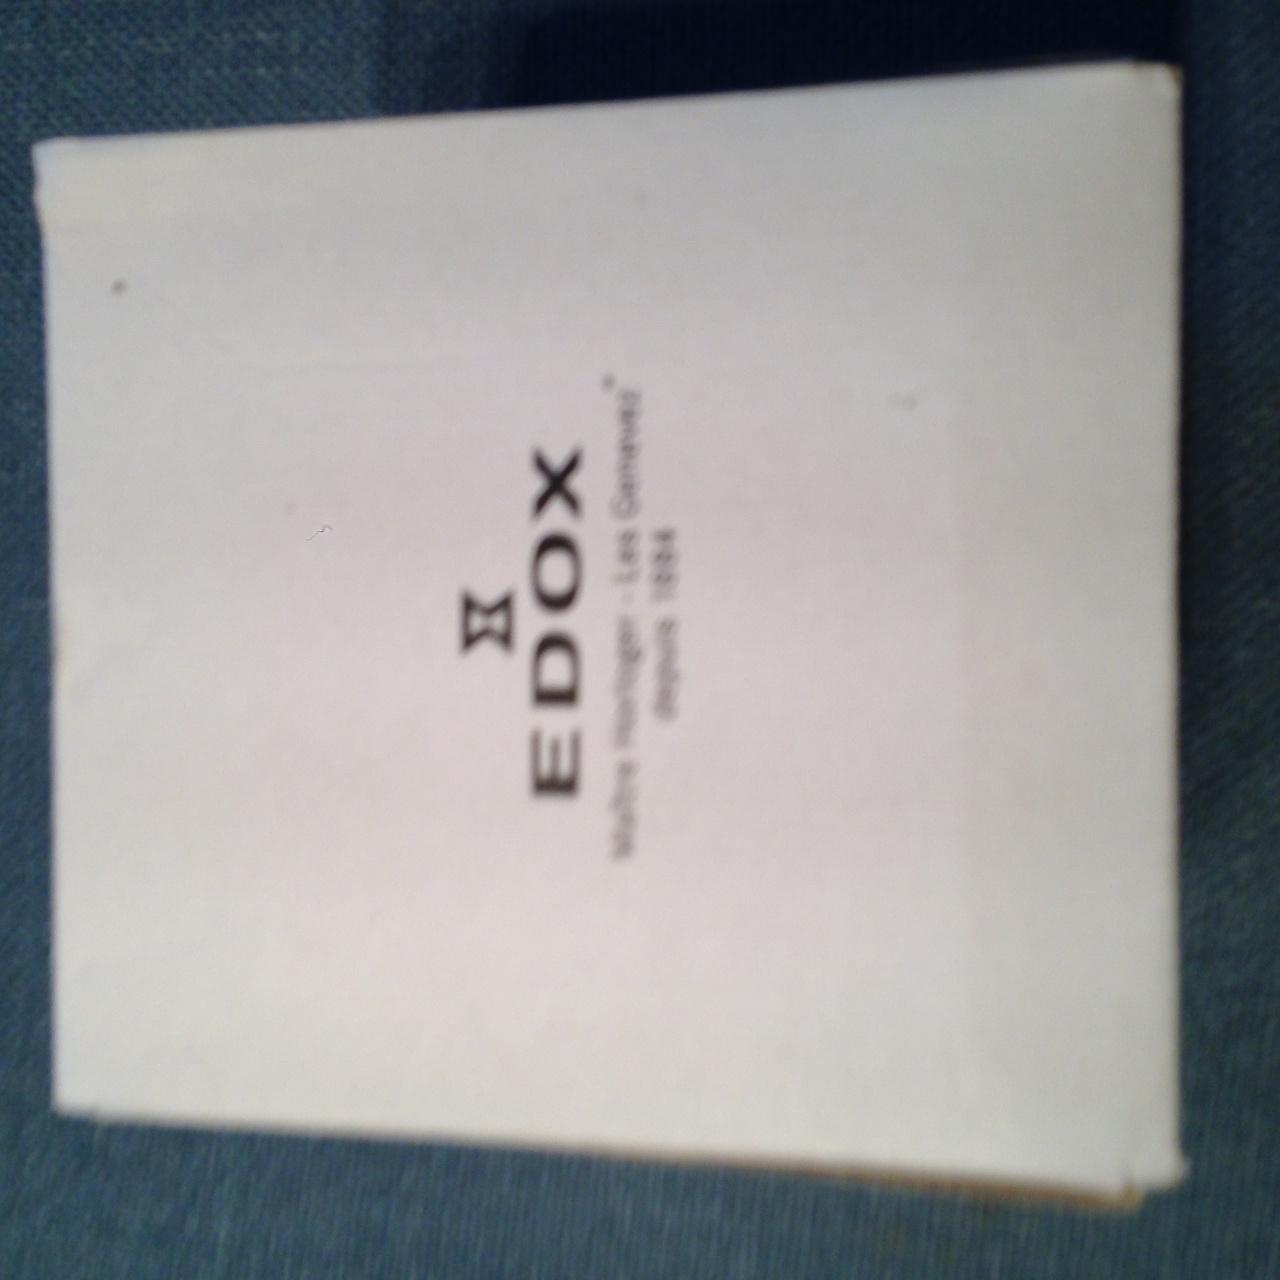 EDOX
Maître Horloger - Les Genevez
depuis 1884